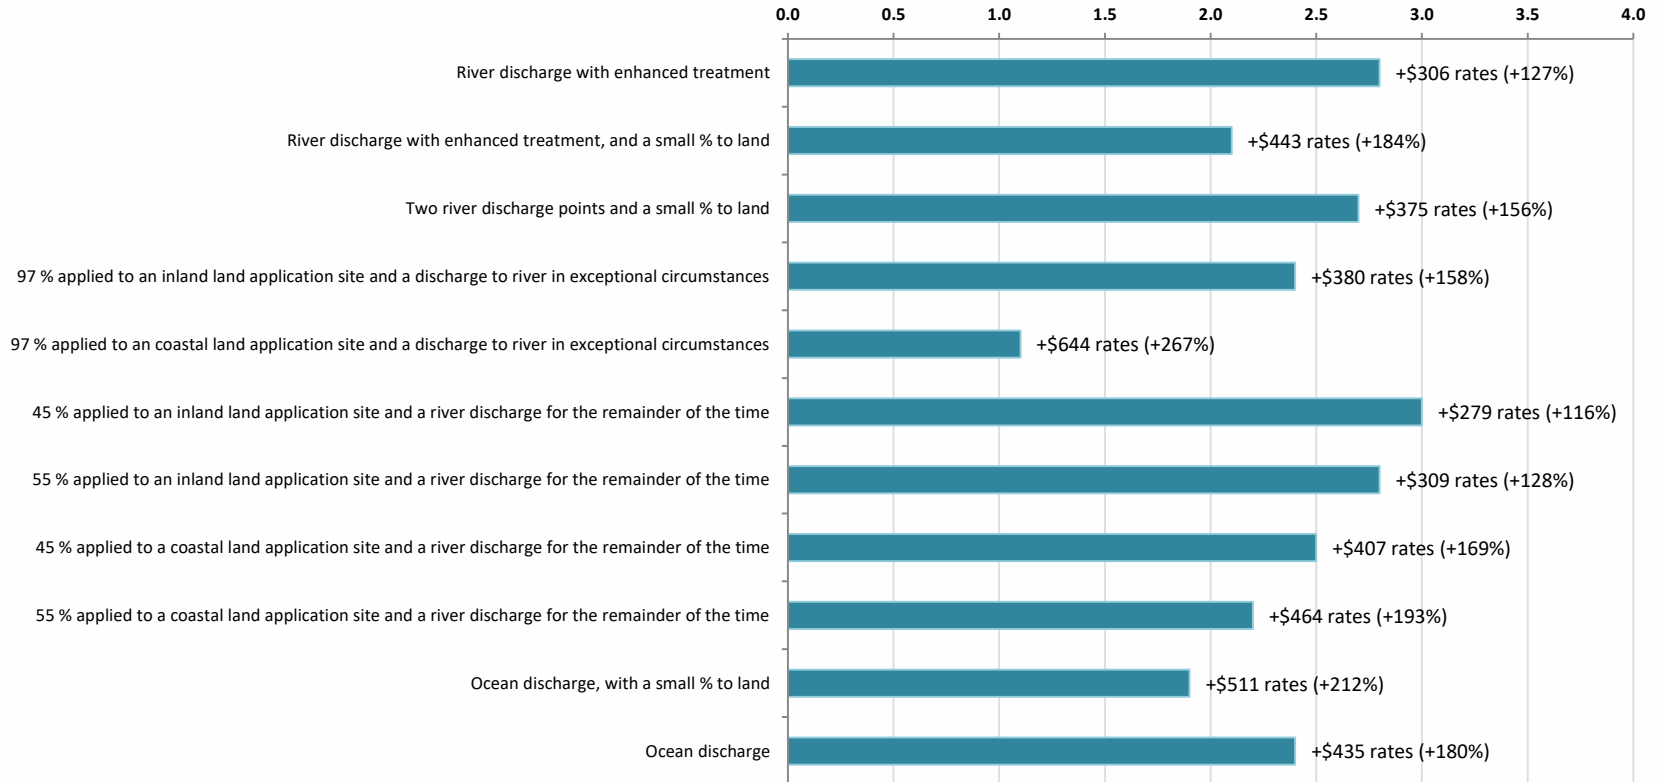 0.0 0.5 1.0 1.5 2.0 2.5 3.0 3.5 4.0
River discharge with enhanced treatment +$306 rates (+127%)
River discharge with enhanced treatment, and a small % to land +$443 rates (+184%)
Two river discharge points and a small % to land +$375 rates (+156%)
97 % applied to an inland land application site and a discharge to river in exceptional circumstances +$380 rates (+158%)
97 % applied to an coastal land application site and a discharge to river in exceptional circumstances +$644 rates (+267%)
45 % applied to an inland land application site and a river discharge for the remainder of the time +$279 rates (+116%)
55 % applied to an inland land application site and a river discharge for the remainder of the time +$309 rates (+128%)
45 % applied to a coastal land application site and a river discharge for the remainder of the time +$407 rates (+169%)
55 % applied to a coastal land application site and a river discharge for the remainder of the time +$464 rates (+193%)
Ocean discharge, with a small % to land +$511 rates (+212%)
Ocean discharge +$435 rates (+180%)